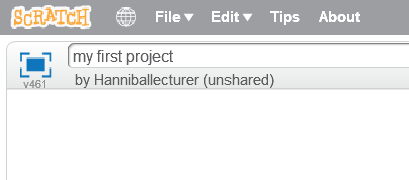 SCRATCH File Edit Tips About
my first project
v461 by Hanniballecturer (unshared)